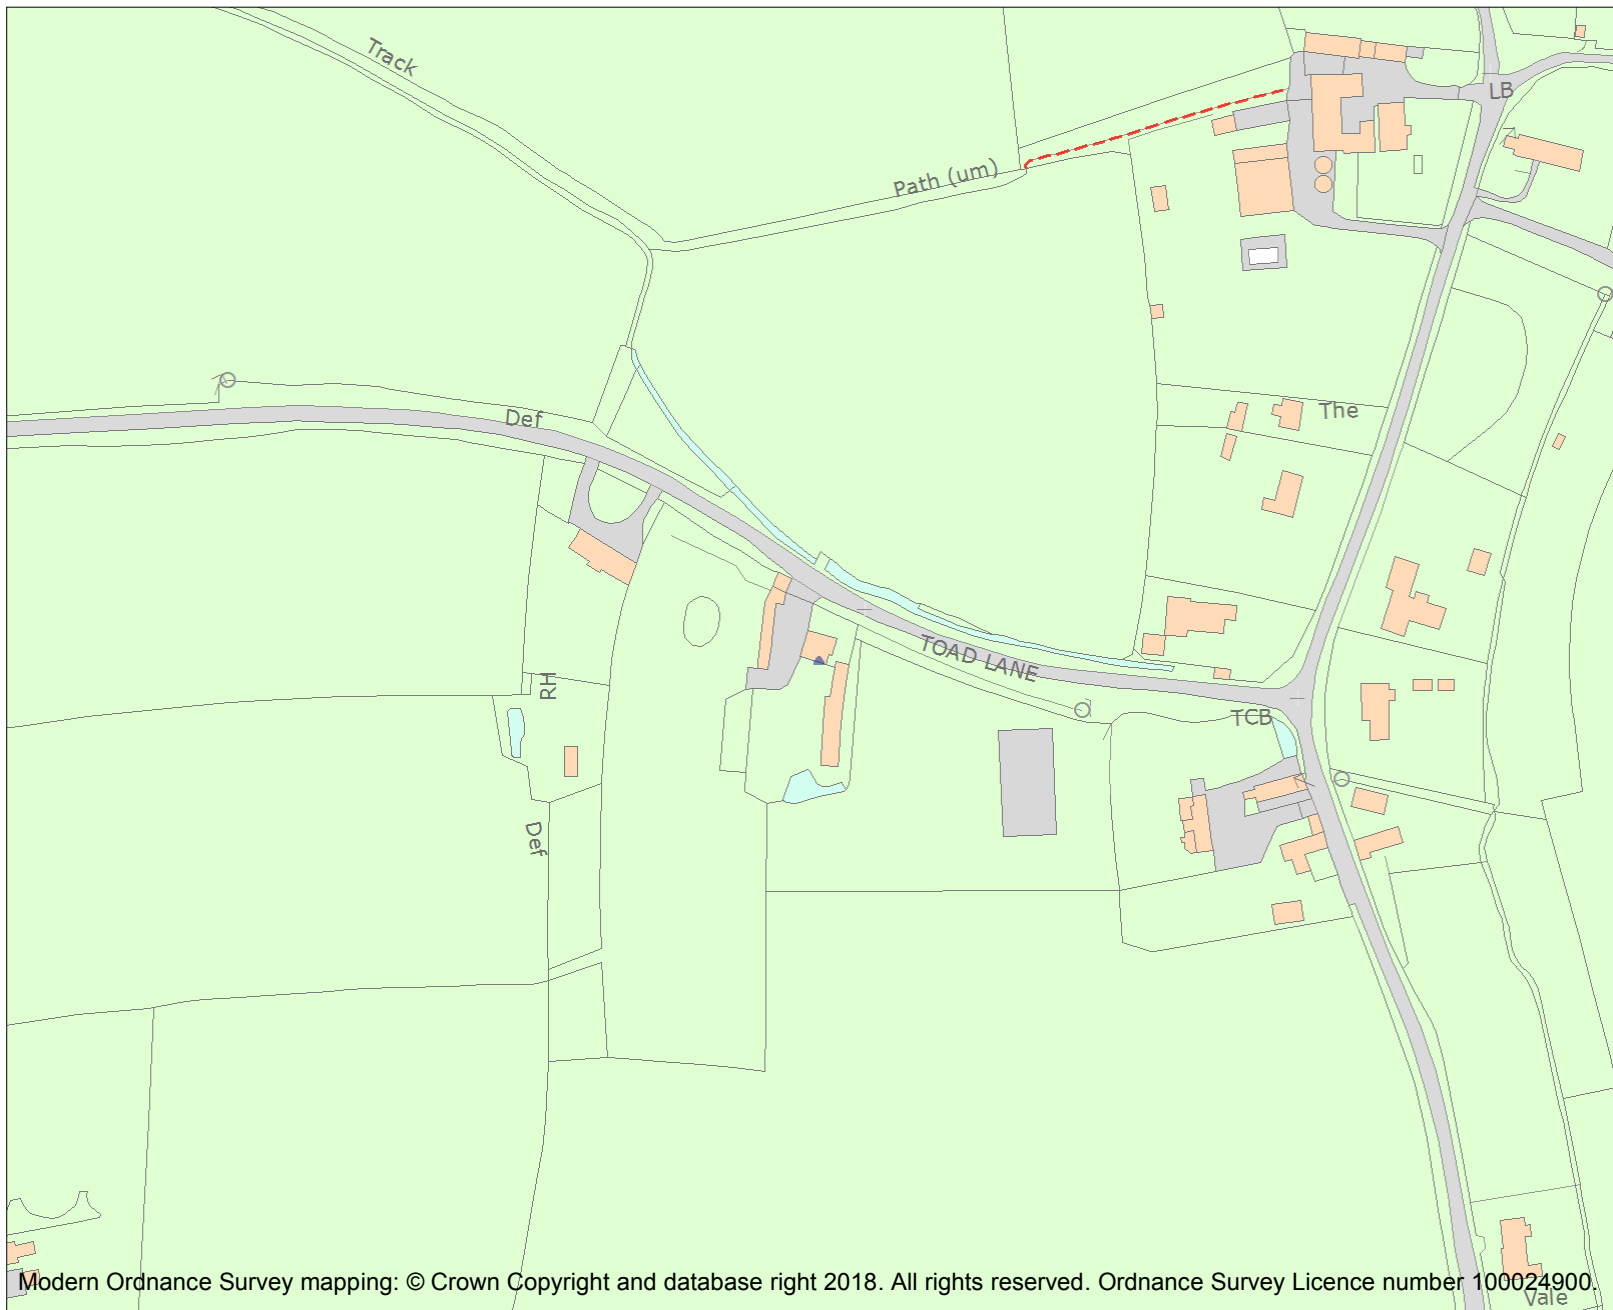 Track
LB
Path (um)
The
Def
TOAD LANE
RH
TCB
Def
Modern Ordnance Survey mapping: © Crown Copyright and database right 2018. All rights reserved. Ordnance Survey Licence number 100024900.
Vale